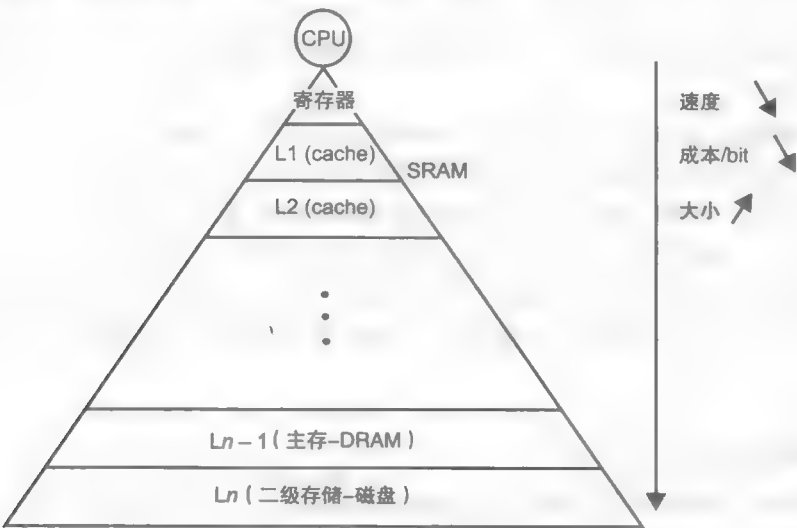 CPU
寄存器
L1 (cache)
SRAM
L2 (cache)
Ln – 1 ( 主存–DRAM )
Ln ( 二级存储–磁盘 )
速度
成本/bit
大小